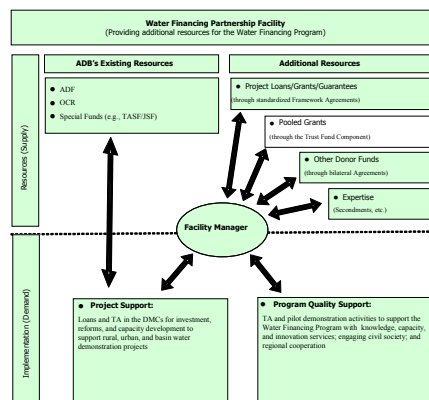 Water Financing Partnership Facility
(Providing additional resources for the Water Financing Program)
Resources (Supply)
ADB's Existing Resources
• ADF
• OCR
• Special Funds (e.g., TASF/JSF)
Additional Resources
• Project Loans/Grants/Guarantees
(through standardized Framework Agreements)
• Pooled Grants
(through the Trust Fund Component)
• Other Donor Funds
(through bilateral Agreements)
• Expertise
(Secondments, etc.)
Facility Manager
Implementation (Demand)
• Project Support:
Loans and TA in the DMCs for investment,
reforms, and capacity development to
support rural, urban, and basin water
demonstration projects
• Program Quality Support:
TA and pilot demonstration activities to support the
Water Financing Program with knowledge, capacity,
and innovation services; engaging civil society; and
regional cooperation